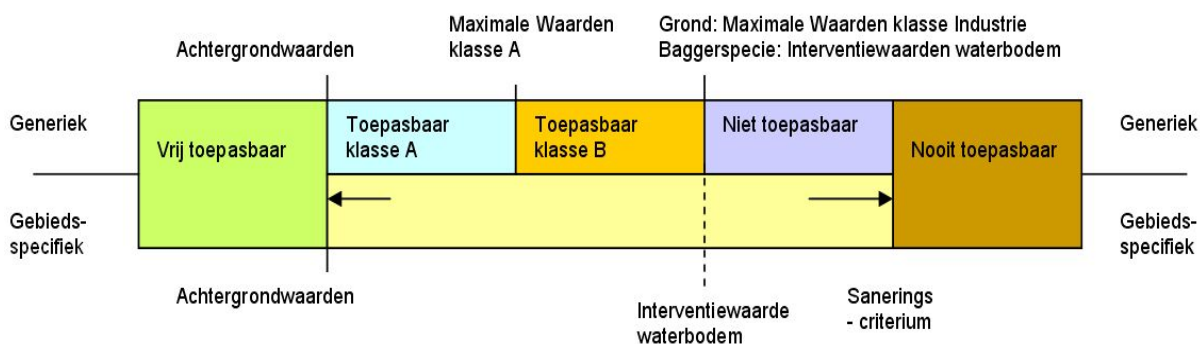 Achtergrondwaarden
Maximale Waarden
klasse A
Grond: Maximale Waarden klasse Industrie
Baggerspecie: Interventiewaarden waterbodem
Generiek
Vrij toepasbaar
Toepasbaar
klasse A
Toepasbaar
klasse B
Niet toepasbaar
Nooit toepasbaar
Generiek
Gebieds-
specifiek
Gebieds-
specifiek
Achtergrondwaarden
Interventiewaarde
waterbodem
Sanerings
- criterium